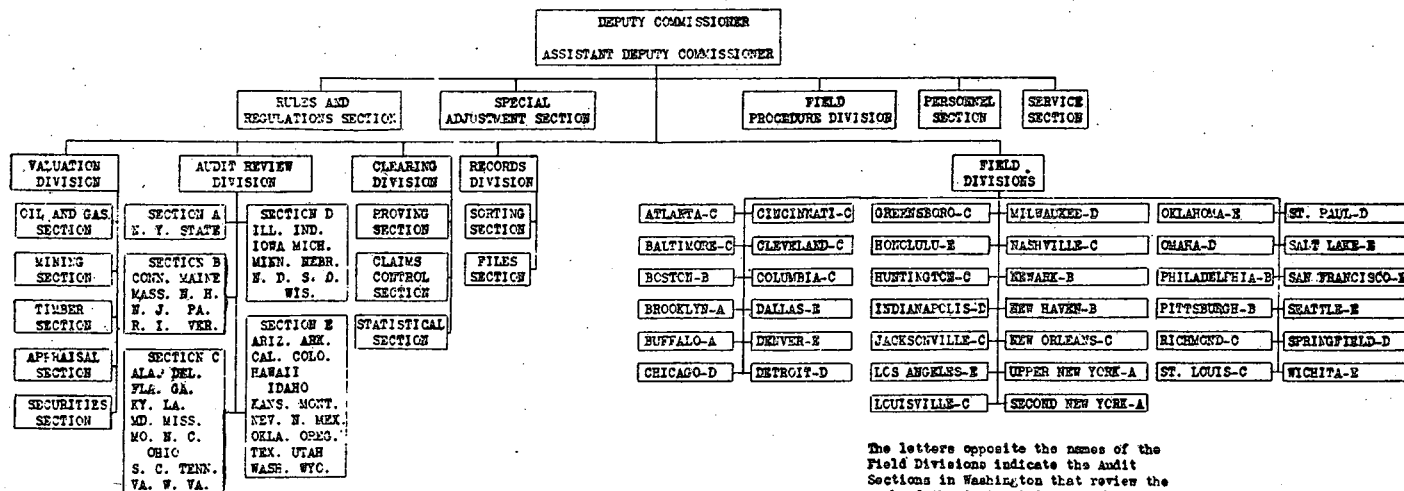 DEPUTY COMMISSIONER
ASSISTANT DEPUTY COMMISSIONER
RULES AND
REGULATIONS SECTION
SPECIAL
ADJUSTMENT SECTION
FIELD
PROCEDURE DIVISION
PERSONNEL
SECTION
SERVICE
SECTION
VALUATION
DIVISION
AUDIT REVIEW
DIVISION
CLEARING
DIVISION
RECORDS
DIVISION
FIELD
DIVISIONS
OIL AND GAS
SECTION
MINING
SECTION
TIMBER
SECTION
APPRAISAL
SECTION
SECURITIES
SECTION
SECTION A
N. Y. STATE
SECTION B
CONN. MAINE
MASS. N. H.
N. J. PA.
R. I. VER.
SECTION C
ALA. DEL.
FLA. GA.
KY. LA.
MD. MISS.
MO. N. C.
OHIO
S. C. TENN.
VA. W. VA.
SECTION D
ILL. IND.
IOWA MICH.
MINN. NEBR.
N. D. S. D.
WIS.
SECTION E
ARIZ. ARK.
CAL. COLO.
HAWAII
IDAHO
KANS. MONT.
NEV. N. MEX.
OKLA. OREG.
TEX. UTAH
WASH. WYO.
PROVING
SECTION
CLAIMS
CONTROL
SECTION
STATISTICAL
SECTION
SORTING
SECTION
FILES
SECTION
ATLANTA-C
BALTIMORE-C
BOSTON-B
BROOKLYN-A
BUFFALO-A
CHICAGO-D
CINCINNATI-C
CLEVELAND-C
COLUMBIA-C
DALLAS-E
DENVER-E
DETROIT-D
GREENSBORO-C
HONOLULU-E
HUNTINGTON-C
INDIANAPOLIS-D
JACKSONVILLE-C
LOS ANGELES-E
LOUISVILLE-C
MILWAUKEE-D
NASHVILLE-C
NEWARK-B
NEW HAVEN-B
NEW ORLEANS-C
UPPER NEW YORK-A
SECOND NEW YORK-A
OKLAHOMA-E
OMAHA-D
PHILADELPHIA-B
PITTSBURGH-B
RICHMOND-C
ST. LOUIS-C
ST. PAUL-D
SALT LAKE-E
SAN FRANCISCO-E
SEATTLE-E
SPRINGFIELD-D
WICHITA-E
The letters opposite the names of the
Field Divisions indicate the Audit
Sections in Washington that review the